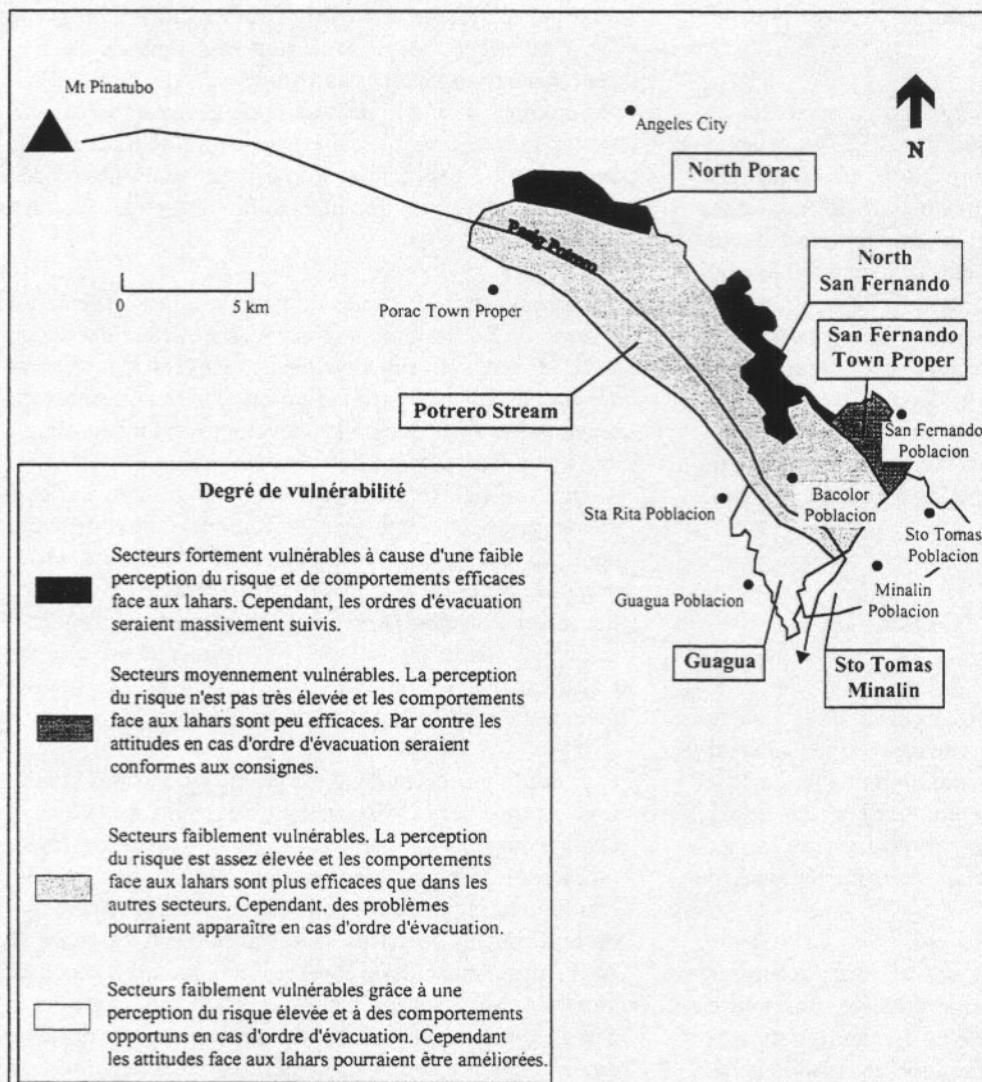 Mt Pinatubo
Angeles City
N
North Porac
Pasig Potrero
North
San Fernando
0 5 km
Porac Town Proper
San Fernando
Town Proper
Potrero Stream
San Fernando
Poblacion
Degré de vulnérabilité
Sta Rita Poblacion
Bacolor
Poblacion
Sto Tomas
Poblacion
Guagua Poblacion
Minalin
Poblacion
Guagua
Sto Tomas
Minalin
Secteurs fortement vulnérables à cause d'une faible
perception du risque et de comportements efficaces
face aux lahars. Cependant, les ordres d'évacuation
seraient massivement suivis.
Secteurs moyennement vulnérables. La perception
du risque n'est pas très élevée et les comportements
face aux lahars sont peu efficaces. Par contre les
attitudes en cas d'ordre d'évacuation seraient
conformes aux consignes.
Secteurs faiblement vulnérables. La perception
du risque est assez élevée et les comportements
face aux lahars sont plus efficaces que dans les
autres secteurs. Cependant, des problèmes
pourraient apparaître en cas d'ordre d'évacuation.
Secteurs faiblement vulnérables grâce à une
perception du risque élevée et à des comportements
opportuns en cas d'ordre d'évacuation. Cependant
les attitudes face aux lahars pourraient être améliorées.